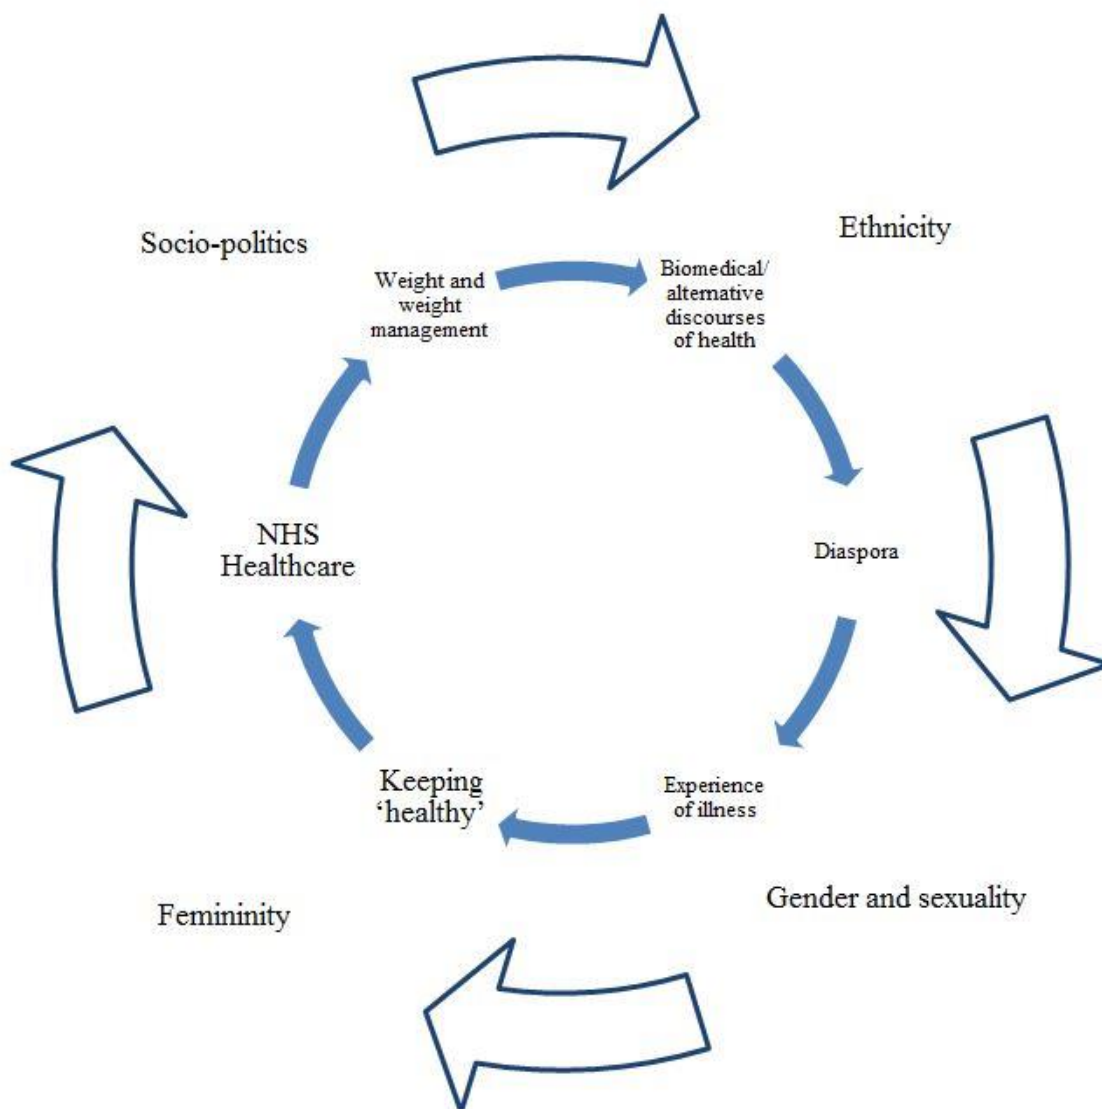 Socio-politics
Ethnicity
Weight and
weight
management
Biomedical/
alternative
discourses
of health
NHS
Healthcare
Diaspora
Keeping
‘healthy’
Experience
of illness
Femininity
Gender and sexuality